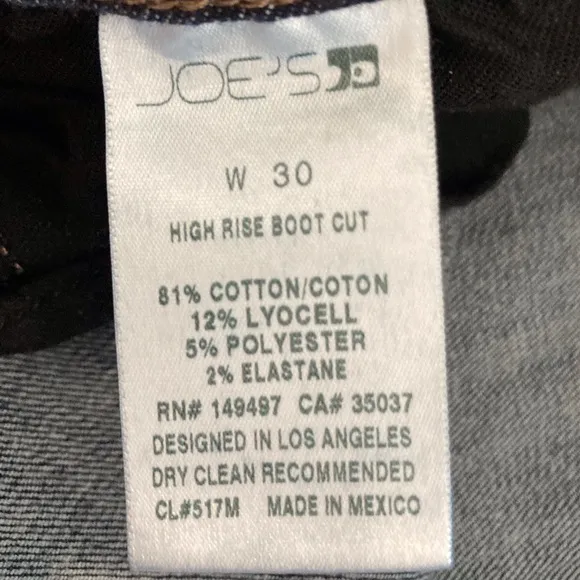 JOE'S
W 30
HIGH RISE BOOT CUT
81% COTTON/COTON
12% LYOCELL
5% POLYESTER
2% ELASTANE
RN# 149497 CA# 35037
DESIGNED IN LOS ANGELES
DRY CLEAN RECOMMENDED
CL#517M MADE IN MEXICO